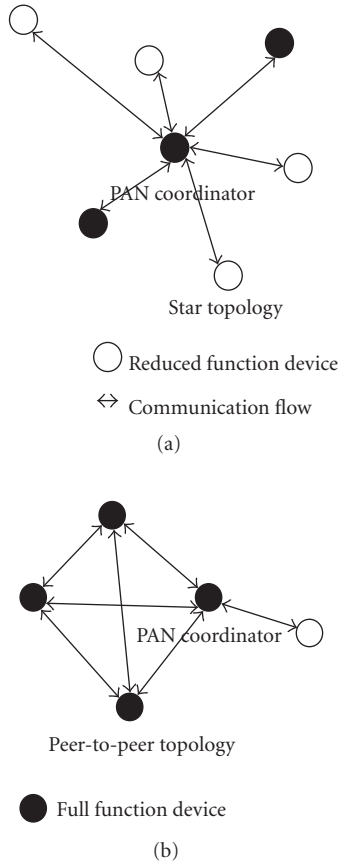 PAN coordinator
Star topology
Reduced function device
Communication flow
(a)
PAN coordinator
Peer-to-peer topology
Full function device
(b)